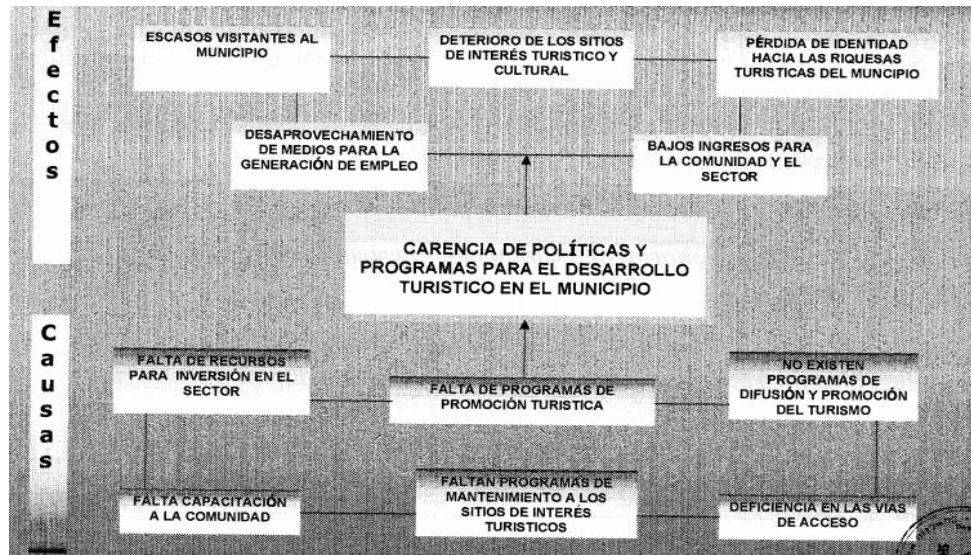 Efectos
ESCASOS VISITANTES AL
MUNICIPIO
DETERIORO DE LOS SITIOS
DE INTERÉS TURISTICO Y
CULTURAL
PÉRDIDA DE IDENTIDAD
HACIA LAS RIQUESAS
TURISTICAS DEL MUNCIPIO
DESAPROVECHAMIENTO
DE MEDIOS PARA LA
GENERACIÓN DE EMPLEO
BAJOS INGRESOS PARA
LA COMUNIDAD Y EL
SECTOR
CARENCIA DE POLÍTICAS Y
PROGRAMAS PARA EL DESARROLLO
TURISTICO EN EL MUNICIPIO
Causas
FALTA DE RECURSOS
PARA INVERSIÓN EN EL
SECTOR
FALTA DE PROGRAMAS DE
PROMOCIÓN TURISTICA
NO EXISTEN
PROGRAMAS DE
DIFUSIÓN Y PROMOCIÓN
DEL TURISMO
FALTA CAPACITACIÓN
A LA COMUNIDAD
FALTAN PROGRAMAS DE
MANTENIMIENTO A LOS
SITIOS DE INTERÉS
TURISTICOS
DEFICIENCIA EN LAS VIAS
DE ACCESO